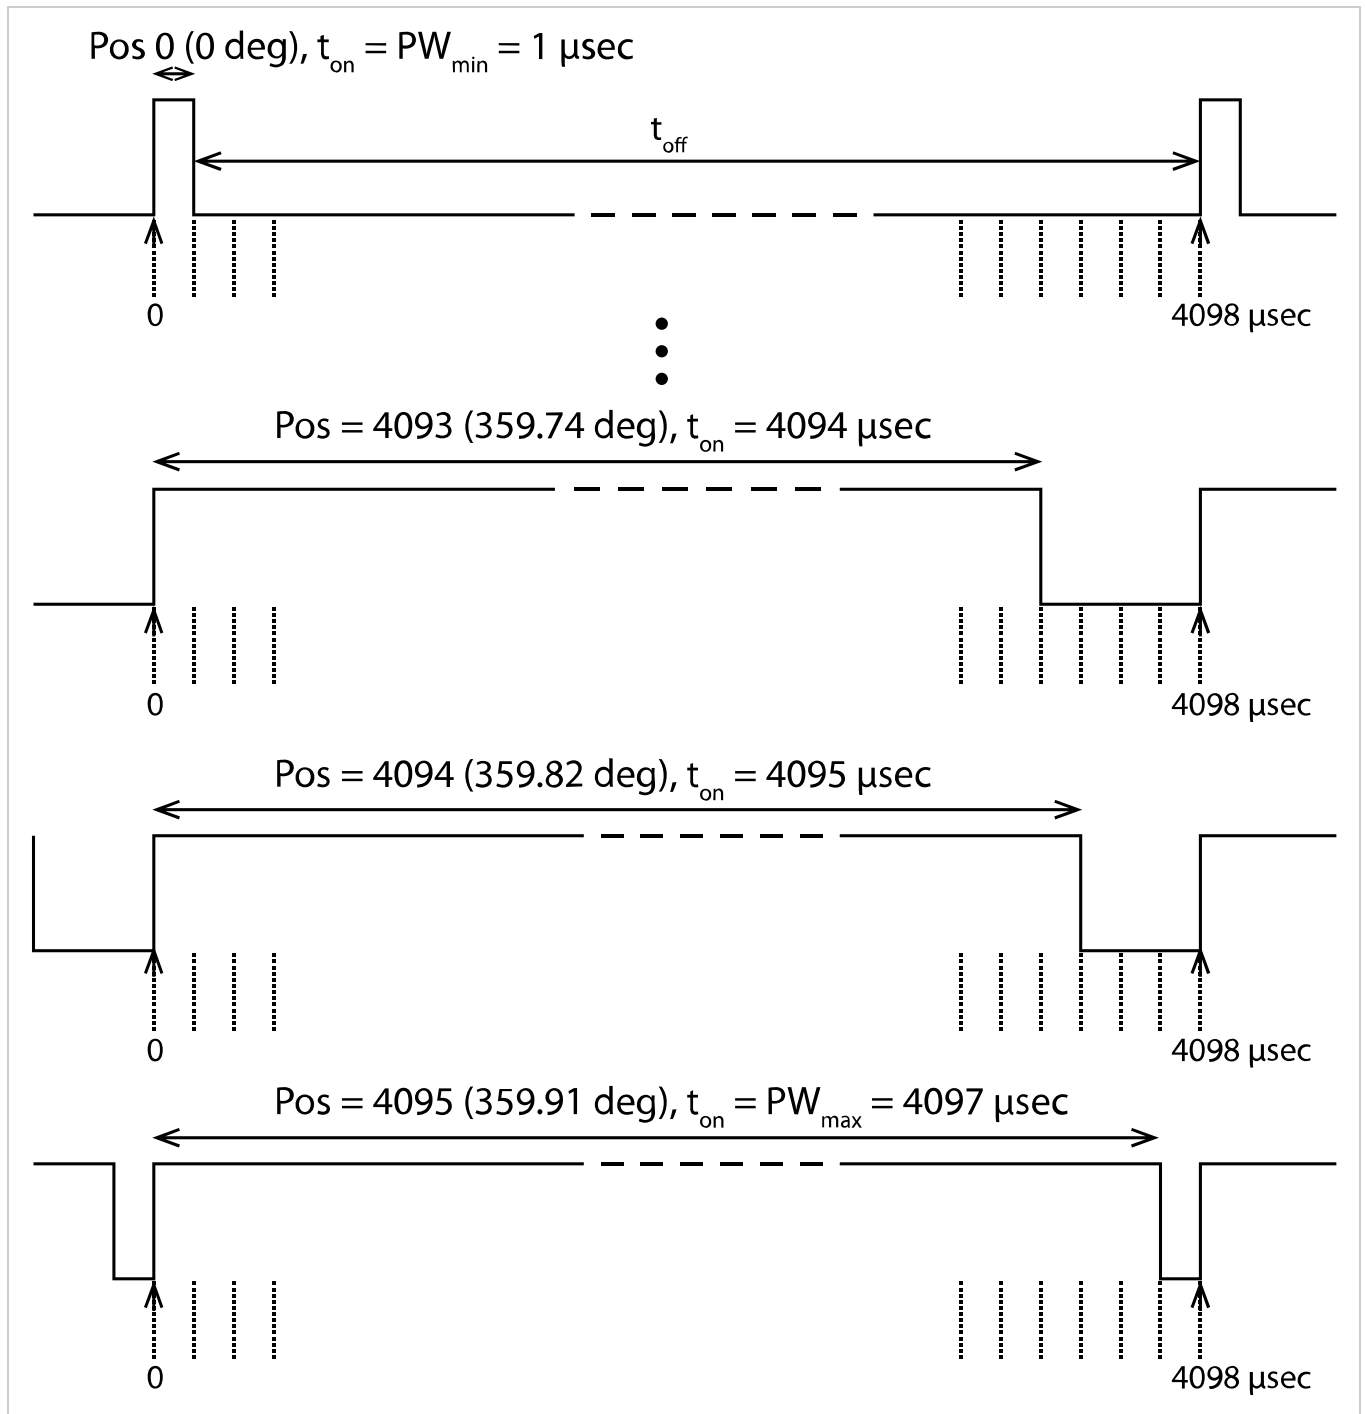 Pos 0 (0 deg), ton = PWmin = 1 µsec
toff
0 4098 µsec
Pos = 4093 (359.74 deg), ton = 4094 µsec
0 4098 µsec
Pos = 4094 (359.82 deg), ton = 4095 µsec
0 4098 µsec
Pos = 4095 (359.91 deg), ton = PWmax = 4097 µsec
0 4098 µsec